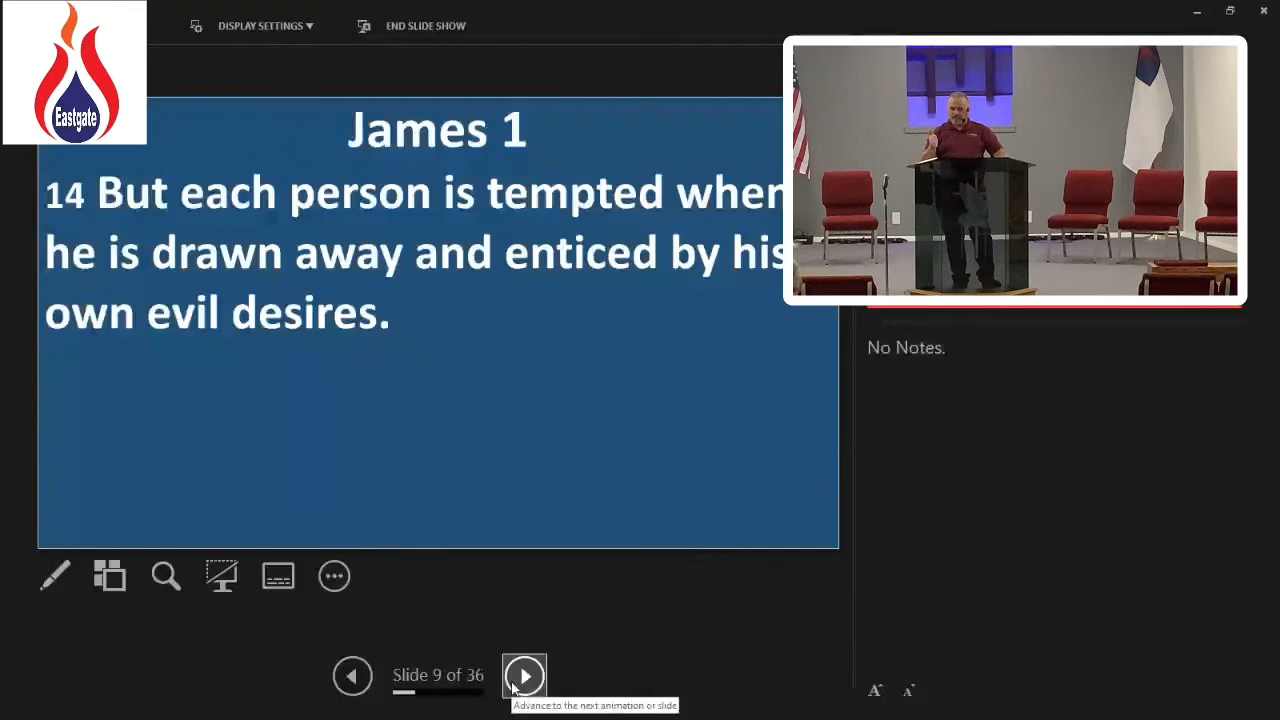 DISPLAY SETTINGS ▼ END SLIDE SHOW
Eastgate
James 1
14 But each person is tempted when
he is drawn away and enticed by his
own evil desires.
No Notes.
Slide 9 of 36
Advance to the next animation or slide
A A